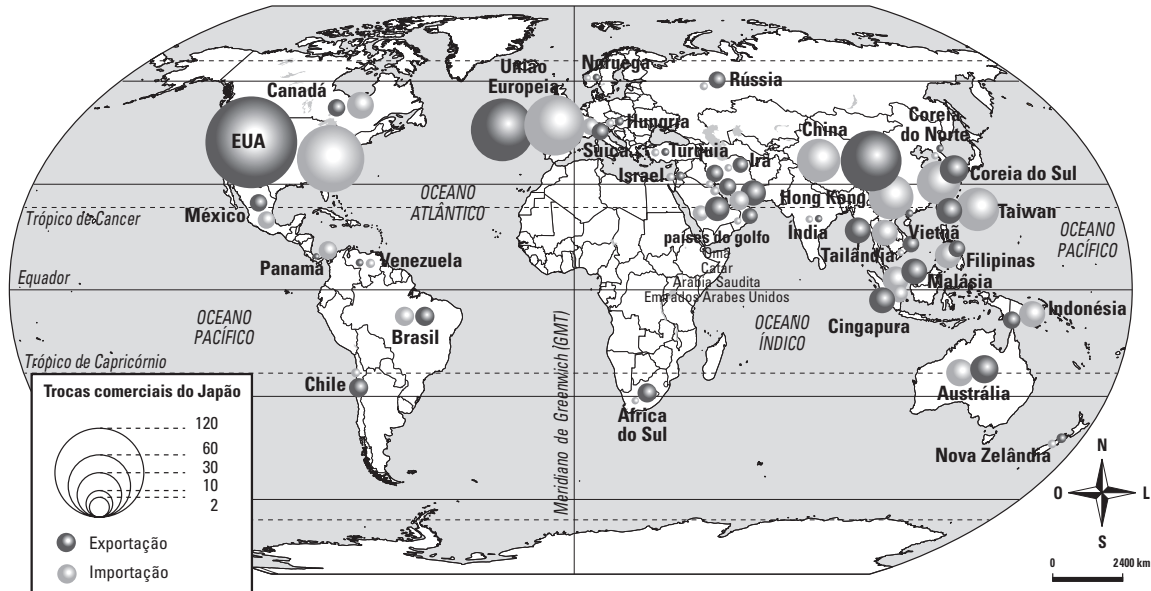 Noruega
União
Europeia
Rússia
Canadá
EUA
Hungria
Suíça
Turquia
Israel
Irã
China
Coreia
do Norte
Coreia do Sul
OCEANO
ATLÂNTICO
México
Trópico de Cancer
Hong Kong
Taiwan
países do golfo
Omã
Catar
Arábia Saudita
Emirados Árabes Unidos
Índia
Vietnã
Tailândia
OCEANO
PACÍFICO
Panamá
Venezuela
Filipinas
Malásia
Equador
OCEANO
PACÍFICO
Brasil
OCEANO
ÍNDICO
Cingapura
Indonésia
Trópico de Capricórnio
Chile
Meridiano de Greenwich (GMT)
África
do Sul
Austrália
Nova Zelândia
Trocas comerciais do Japão
120
60
30
10
2
Exportação
Importação
N
O
L
S
0 2400 km